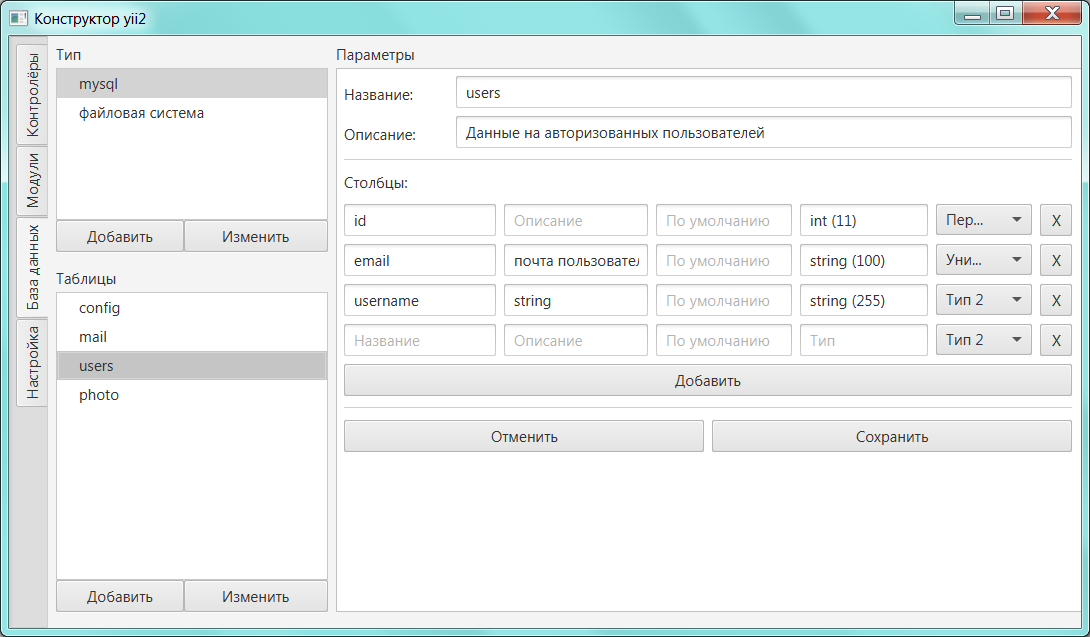 Конструктор yii2
Контролёры
Модули
База данных
Настройка
Тип
mysql
файловая система
Добавить Изменить
Таблицы
config
mail
users
photo
Добавить Изменить
Параметры
Название: users
Описание: Данные на авторизованных пользователей
Столбцы:
id Описание По умолчанию int (11) Пер... X
email почта пользовател По умолчанию string (100) Уни... X
username string По умолчанию string (255) Тип 2 X
Название Описание По умолчанию Тип Тип 2 X
Добавить
Отменить Сохранить